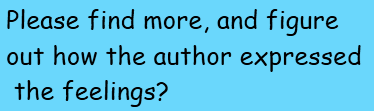 Please find more, and figure
out how the author expressed
the feelings?